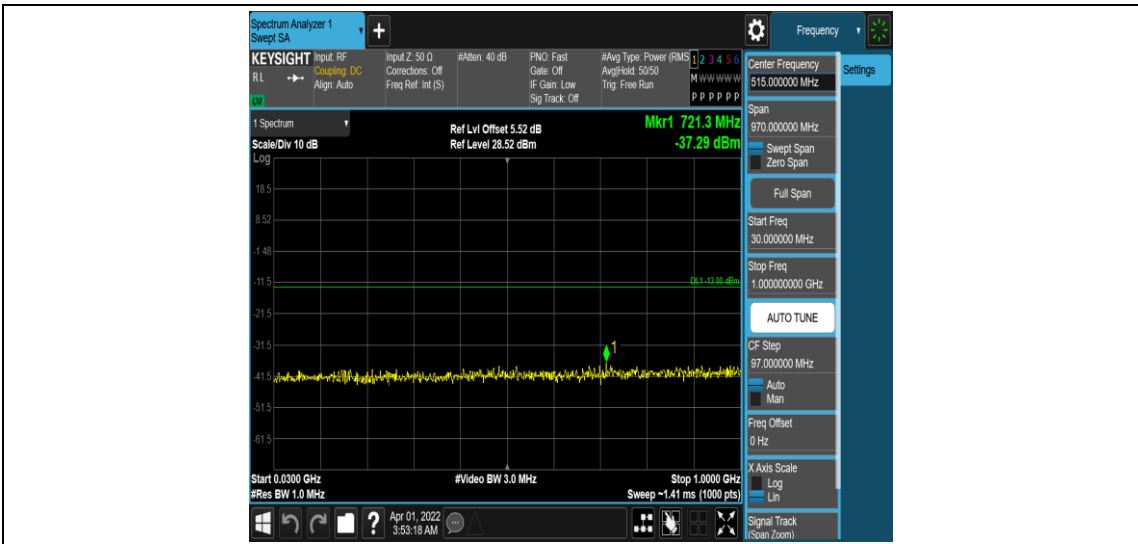 Spectrum Analyzer 1
Swept SA
+
Frequency
KEYSIGHT
RL
LXI
Input: RF
Coupling: DC
Align: Auto
Input Z: 50 Ω
Corrections: Off
Freq Ref: Int (S)
#Atten: 40 dB
PNO: Fast
Gate: Off
IF Gain: Low
Sig Track: Off
#Avg Type: Power (RMS
Avg|Hold: 50/50
Trig: Free Run
1 2 3 4 5 6
M W W W W W
P P P P P P
1 Spectrum
Scale/Div 10 dB
Log
Ref Lvl Offset 5.52 dB
Ref Level 28.52 dBm
Mkr1 721.3 MHz
-37.29 dBm
18.5
8.52
-1.48
-11.5
DL1 -13.00 dBm
-21.5
-31.5
1
-41.5
-51.5
-61.5
Start 0.0300 GHz
#Res BW 1.0 MHz
#Video BW 3.0 MHz
Stop 1.0000 GHz
Sweep ~1.41 ms (1000 pts)
Center Frequency
515.000000 MHz
Settings
Span
970.000000 MHz
Swept Span
Zero Span
Full Span
Start Freq
30.000000 MHz
Stop Freq
1.000000000 GHz
AUTO TUNE
CF Step
97.000000 MHz
Auto
Man
Freq Offset
0 Hz
X Axis Scale
Log
Lin
Signal Track
(Span Zoom)
?
Apr 01, 2022
3:53:18 AM